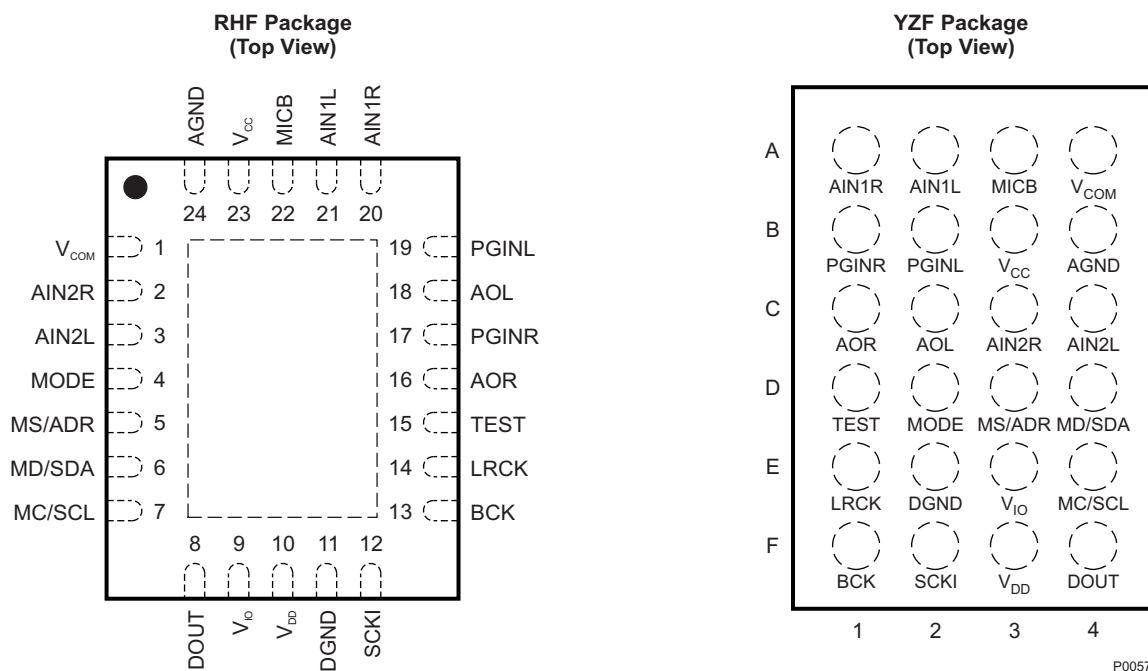 RHF Package
(Top View)
AGND
VCC
MICB
AIN1L
AIN1R
24 23 22 21 20
VCOM 1
AIN2R 2
AIN2L 3
MODE 4
MS/ADR 5
MD/SDA 6
MC/SCL 7
19 PGINL
18 AOL
17 PGINR
16 AOR
15 TEST
14 LRCK
13 BCK
8 9 10 11 12
DOUT
VIO
VDD
DGND
SCKI
YZF Package
(Top View)
A
AIN1R AIN1L MICB VCOM
B
PGINR PGINL VCC AGND
C
AOR AOL AIN2R AIN2L
D
TEST MODE MS/ADR MD/SDA
E
LRCK DGND VIO MC/SCL
F
BCK SCKI VDD DOUT
1 2 3 4
P0057